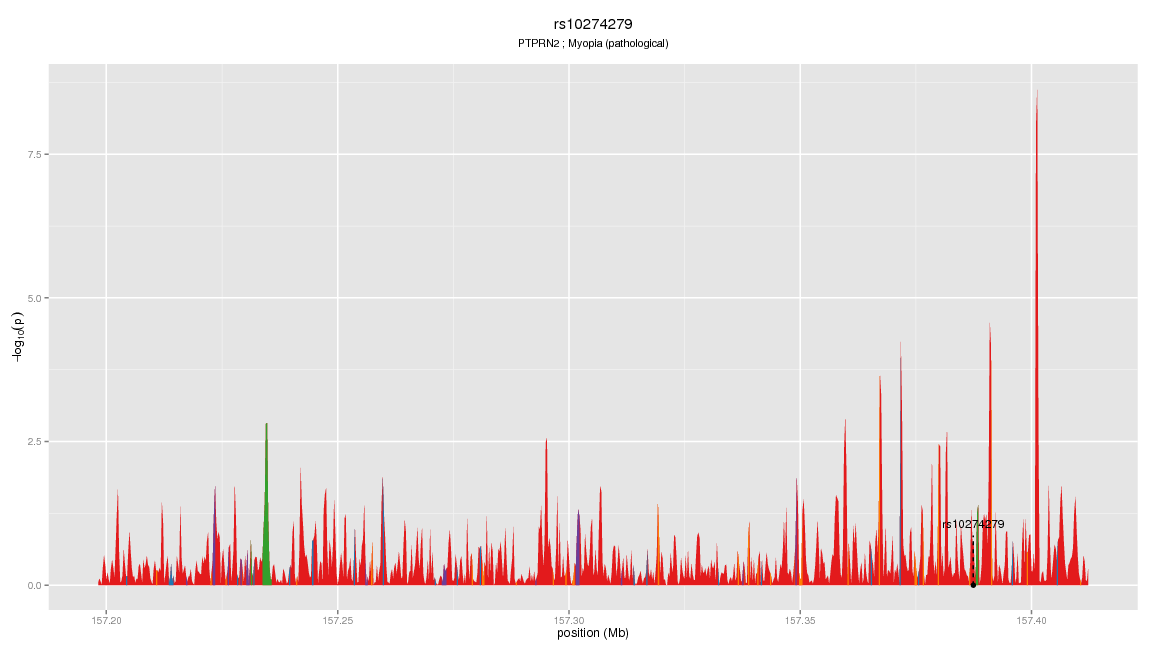 rs10274279
PTPRN2 ; Myopia (pathological)
7.5
5.0
2.5
0.0
−log10(p)
rs10274279
157.20 157.25 157.30 157.35 157.40
position (Mb)